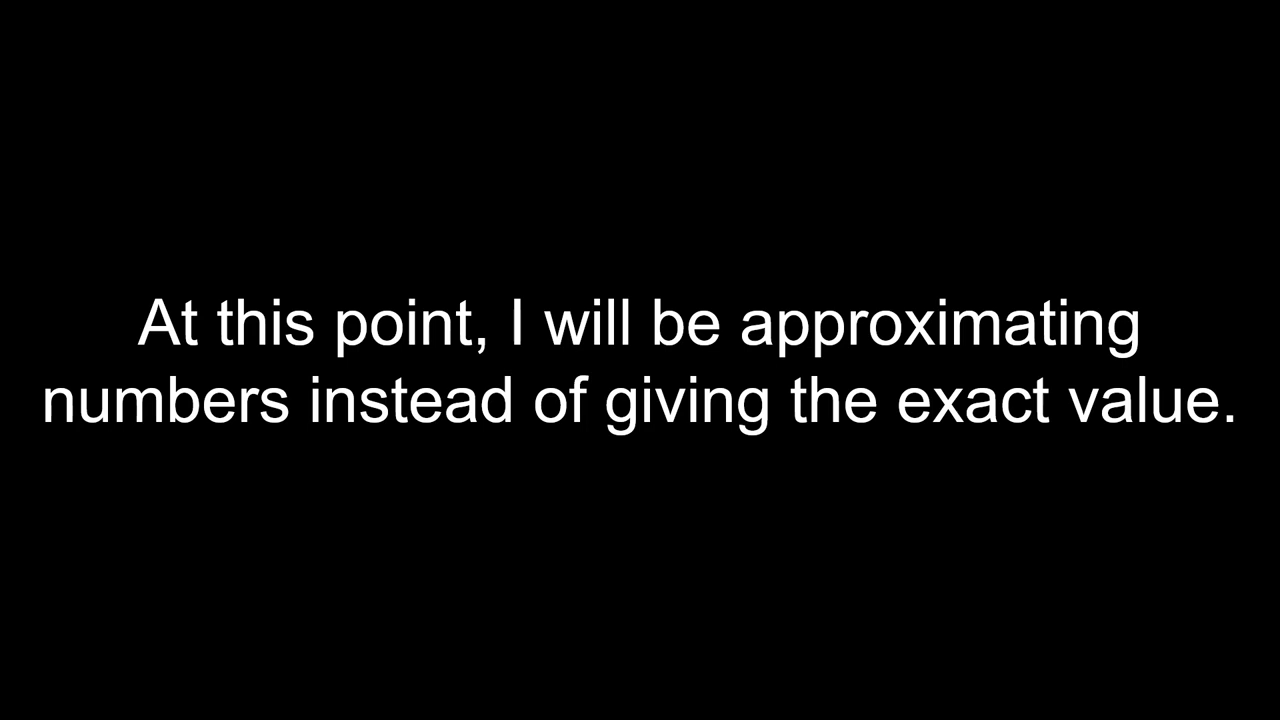 At this point, I will be approximating
numbers instead of giving the exact value.